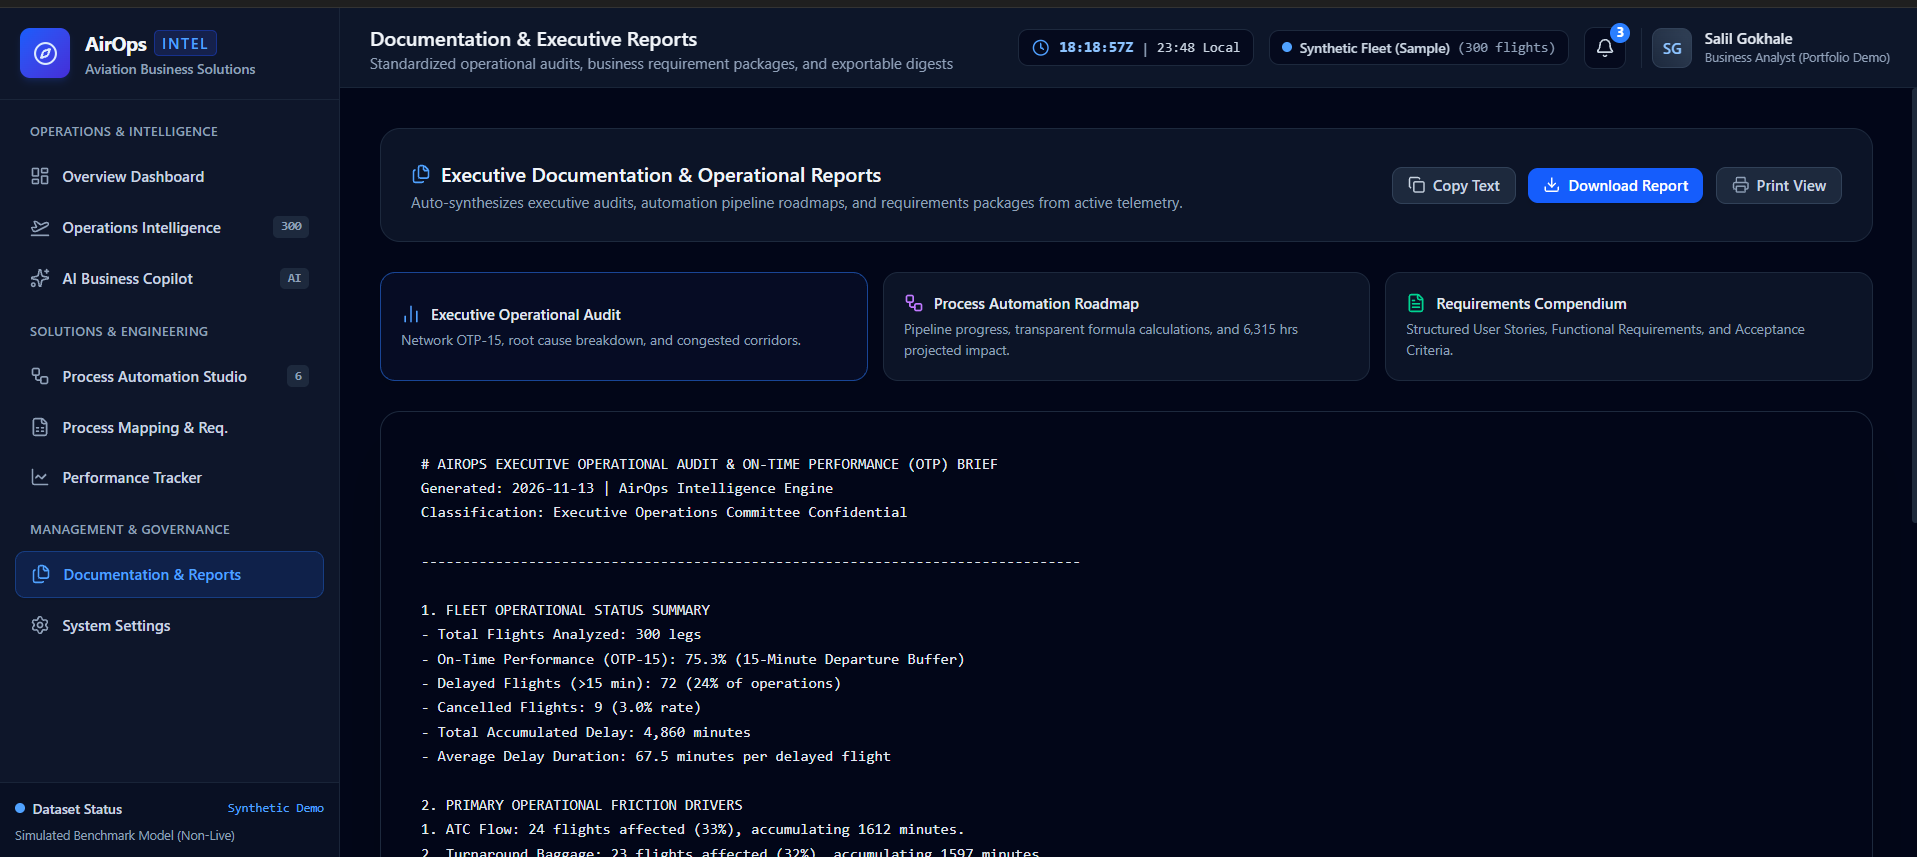 AirOps INTEL
Aviation Business Solutions
OPERATIONS & INTELLIGENCE
Overview Dashboard
Operations Intelligence 300
AI Business Copilot AI
SOLUTIONS & ENGINEERING
Process Automation Studio 6
Process Mapping & Req.
Performance Tracker
MANAGEMENT & GOVERNANCE
Documentation & Reports
System Settings
Dataset Status Synthetic Demo
Simulated Benchmark Model (Non-Live)
Documentation & Executive Reports
Standardized operational audits, business requirement packages, and exportable digests
18:18:57Z | 23:48 Local
Synthetic Fleet (Sample) (300 flights)
3
SG
Salil Gokhale
Business Analyst (Portfolio Demo)
Executive Documentation & Operational Reports
Auto-synthesizes executive audits, automation pipeline roadmaps, and requirements packages from active telemetry.
Copy Text
Download Report
Print View
Executive Operational Audit
Network OTP-15, root cause breakdown, and congested corridors.
Process Automation Roadmap
Pipeline progress, transparent formula calculations, and 6,315 hrs
projected impact.
Requirements Compendium
Structured User Stories, Functional Requirements, and Acceptance
Criteria.
# AIROPS EXECUTIVE OPERATIONAL AUDIT & ON-TIME PERFORMANCE (OTP) BRIEF
Generated: 2026-11-13 | AirOps Intelligence Engine
Classification: Executive Operations Committee Confidential
--------------------------------------------------------------------------------
1. FLEET OPERATIONAL STATUS SUMMARY
- Total Flights Analyzed: 300 legs
- On-Time Performance (OTP-15): 75.3% (15-Minute Departure Buffer)
- Delayed Flights (>15 min): 72 (24% of operations)
- Cancelled Flights: 9 (3.0% rate)
- Total Accumulated Delay: 4,860 minutes
- Average Delay Duration: 67.5 minutes per delayed flight
2. PRIMARY OPERATIONAL FRICTION DRIVERS
1. ATC Flow: 24 flights affected (33%), accumulating 1612 minutes.
2. Turnaround Baggage: 23 flights affected (32%), accumulating 1597 minutes.